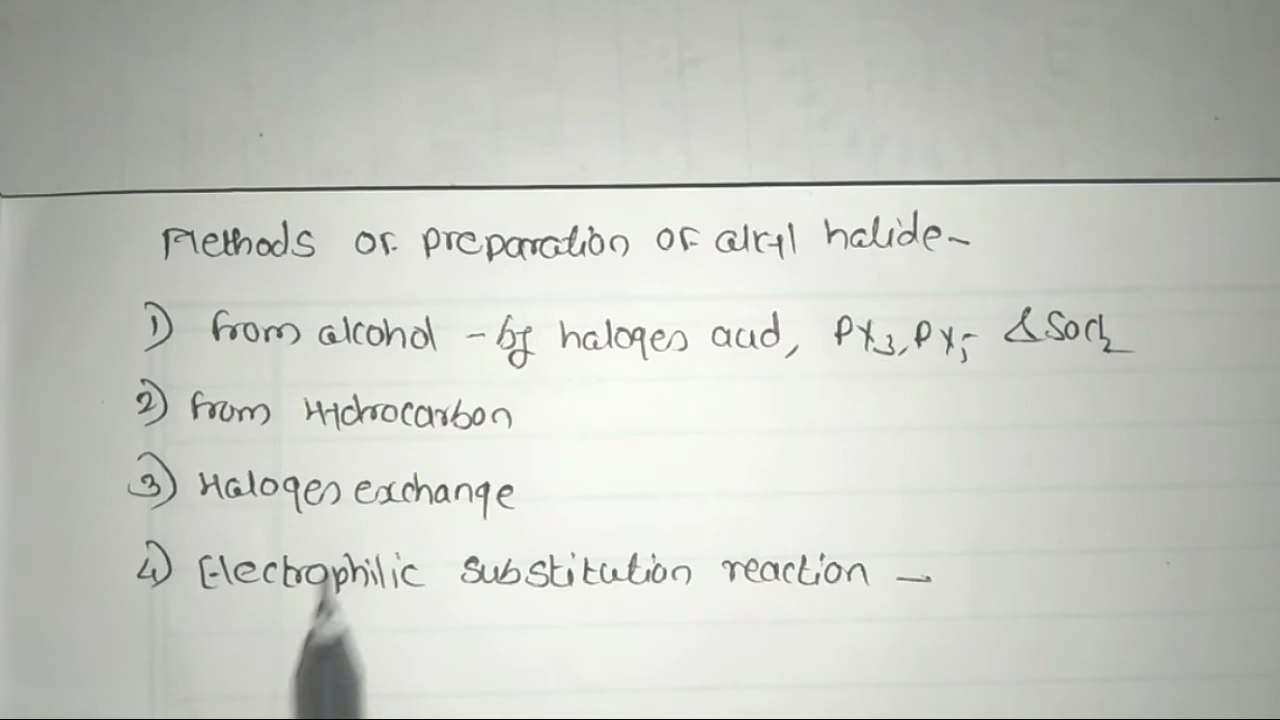 Methods of preparation of alkyl halide-
1) from alcohol - by halogen acid, PX3, PX5 & SOCl2
2) from Hydrocarbon
3) Halogen exchange
4) Electrophilic substitution reaction -